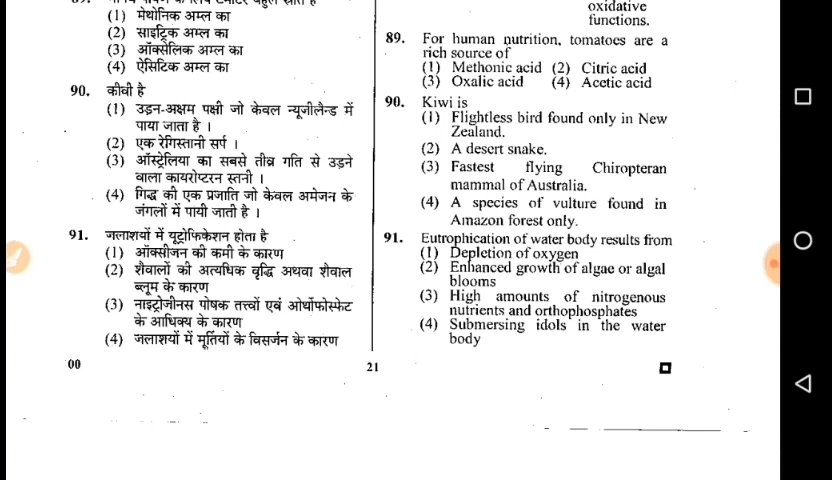 (1) मेथोनिक अम्ल का
(2) साइट्रिक अम्ल का
(3) ऑक्सेलिक अम्ल का
(4) ऐसिटिक अम्ल का
90. कीवी है
(1) उड़न-अक्षम पक्षी जो केवल न्यूजीलैन्ड में
पाया जाता है ।
(2) एक रेगिस्तानी सर्प ।
(3) ऑस्ट्रेलिया का सबसे तीव्र गति से उड़ने
वाला कायरोप्टरन स्तनी ।
(4) गिद्ध की एक प्रजाति जो केवल अमेजन के
जंगलों में पायी जाती है ।
91. जलाशयों में यूट्रोफिकेशन होता है
(1) ऑक्सीजन की कमी के कारण
(2) शैवालों की अत्यधिक वृद्धि अथवा शैवाल
ब्लूम के कारण
(3) नाइट्रोजीनस पोषक तत्त्वों एवं ओर्थोफोस्फेट
के आधिक्य के कारण
(4) जलाशयों में मूर्तियों के विसर्जन के कारण
oxidative
functions.
89. For human nutrition, tomatoes are a
rich source of
(1) Methonic acid (2) Citric acid
(3) Oxalic acid (4) Acetic acid
90. Kiwi is
(1) Flightless bird found only in New
Zealand.
(2) A desert snake.
(3) Fastest flying Chiropteran
mammal of Australia.
(4) A species of vulture found in
Amazon forest only.
91. Eutrophication of water body results from
(1) Depletion of oxygen
(2) Enhanced growth of algae or algal
blooms
(3) High amounts of nitrogenous
nutrients and orthophosphates
(4) Submersing idols in the water
body
00
21